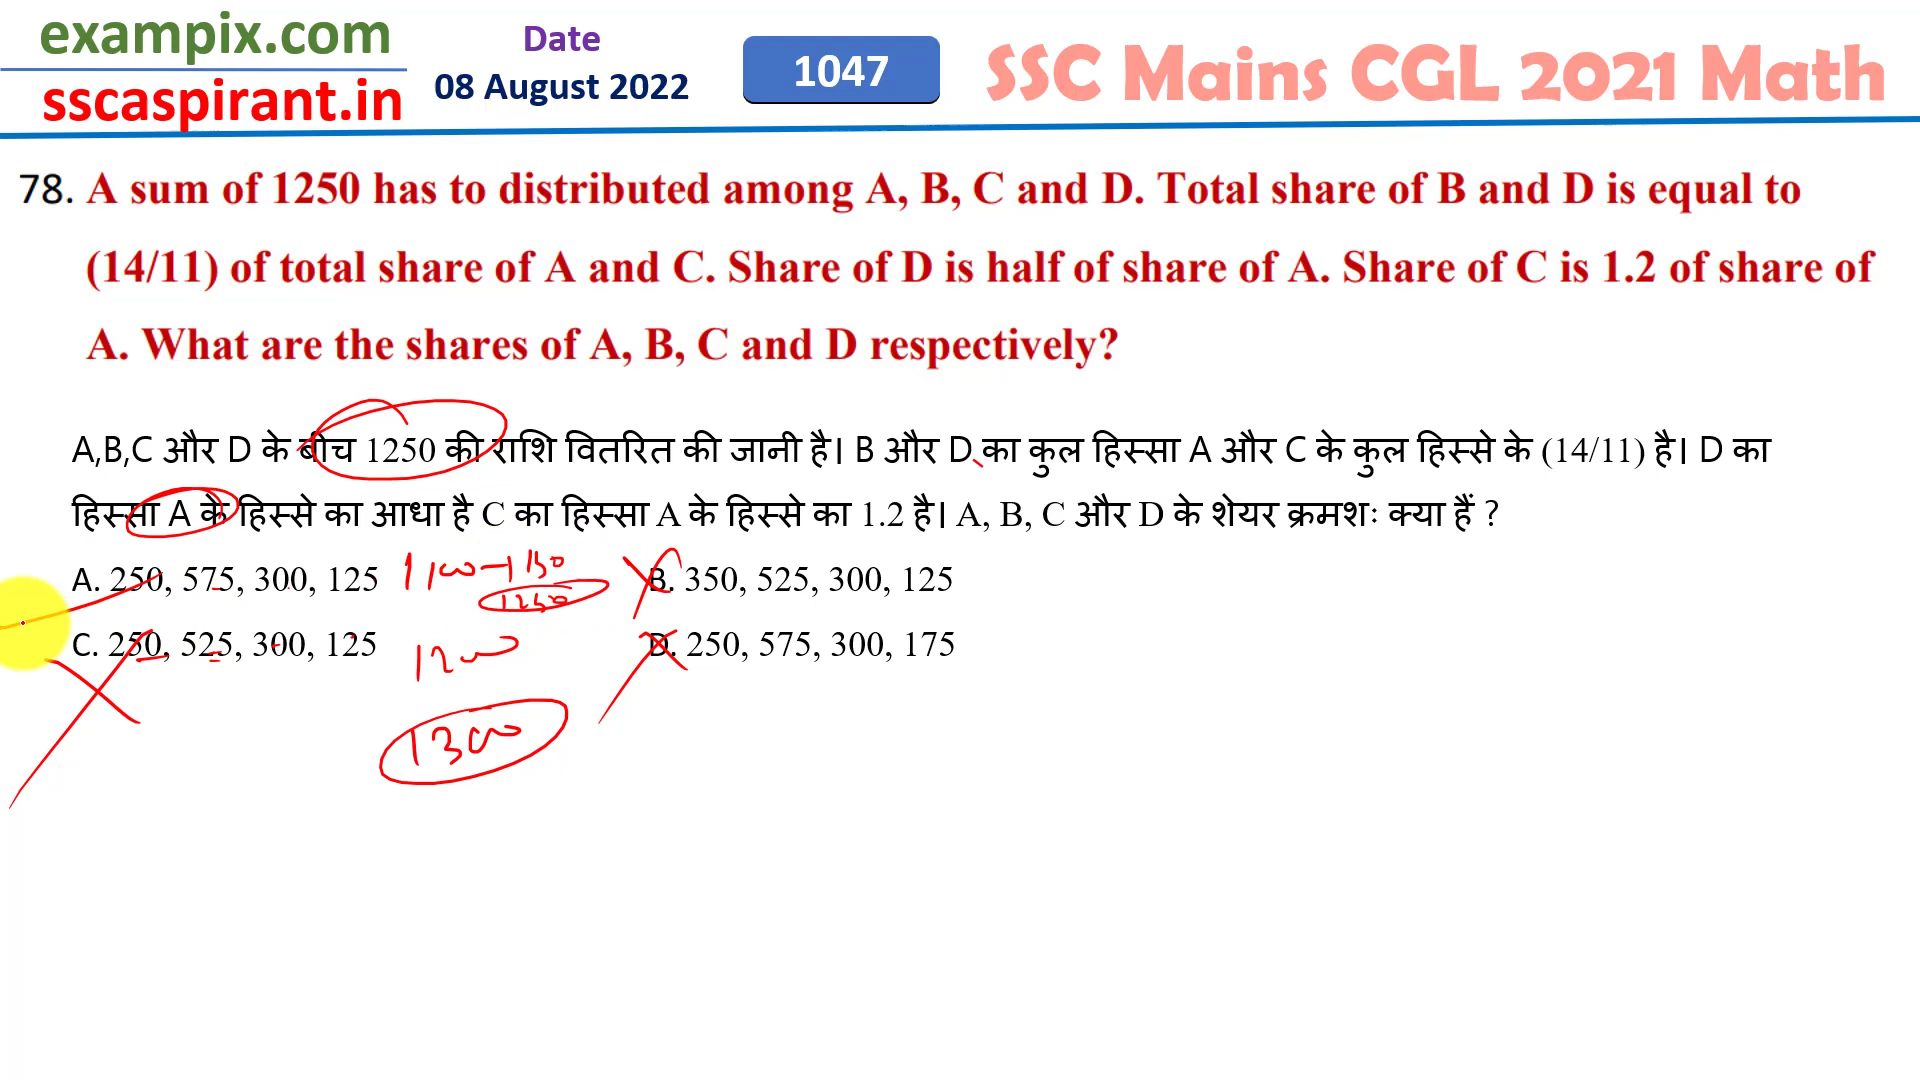 exampix.com
sscaspirant.in
Date
08 August 2022
1047
SSC Mains CGL 2021 Math
78. A sum of 1250 has to distributed among A, B, C and D. Total share of B and D is equal to
(14/11) of total share of A and C. Share of D is half of share of A. Share of C is 1.2 of share of
A. What are the shares of A, B, C and D respectively?
A,B,C और D के बीच 1250 की राशि वितरित की जानी है। B और D का कुल हिस्सा A और C के कुल हिस्से के (14/11) है। D का
हिस्सा A के हिस्से का आधा है C का हिस्सा A के हिस्से का 1.2 है। A, B, C और D के शेयर क्रमशः क्या हैं ?
A. 250, 575, 300, 125
1100
150
1250
B. 350, 525, 300, 125
C. 250, 525, 300, 125
1200
D. 250, 575, 300, 175
1300